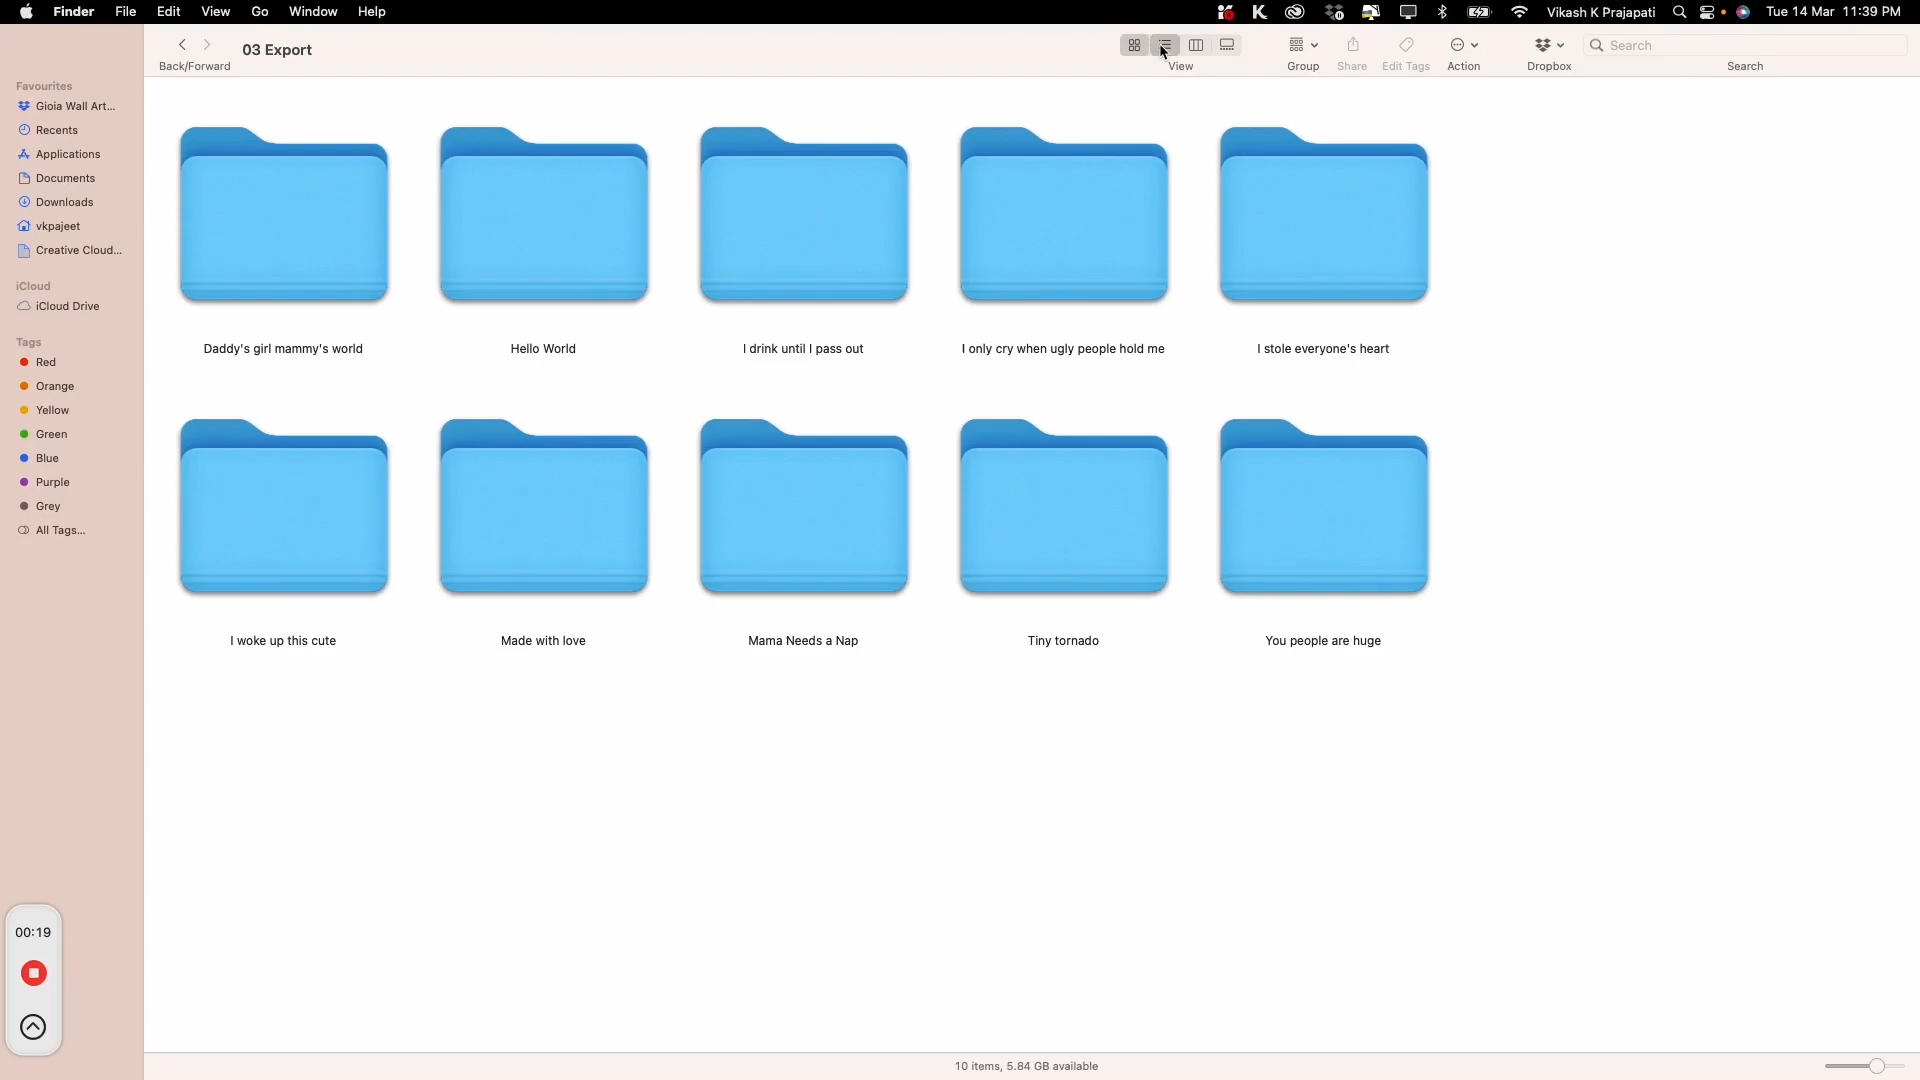 Finder File Edit View Go Window Help Vikash K Prajapati Tue 14 Mar 11:39 PM
Back/Forward
03 Export
View
Group
Share
Edit Tags
Action
Dropbox
Search
Search
Favourites
Gioia Wall Art...
Recents
Applications
Documents
Downloads
vkpajeet
Creative Cloud...
iCloud
iCloud Drive
Tags
Red
Orange
Yellow
Green
Blue
Purple
Grey
All Tags...
Daddy's girl mammy's world
Hello World
I drink until I pass out
I only cry when ugly people hold me
I stole everyone's heart
I woke up this cute
Made with love
Mama Needs a Nap
Tiny tornado
You people are huge
00:19
10 items, 5.84 GB available